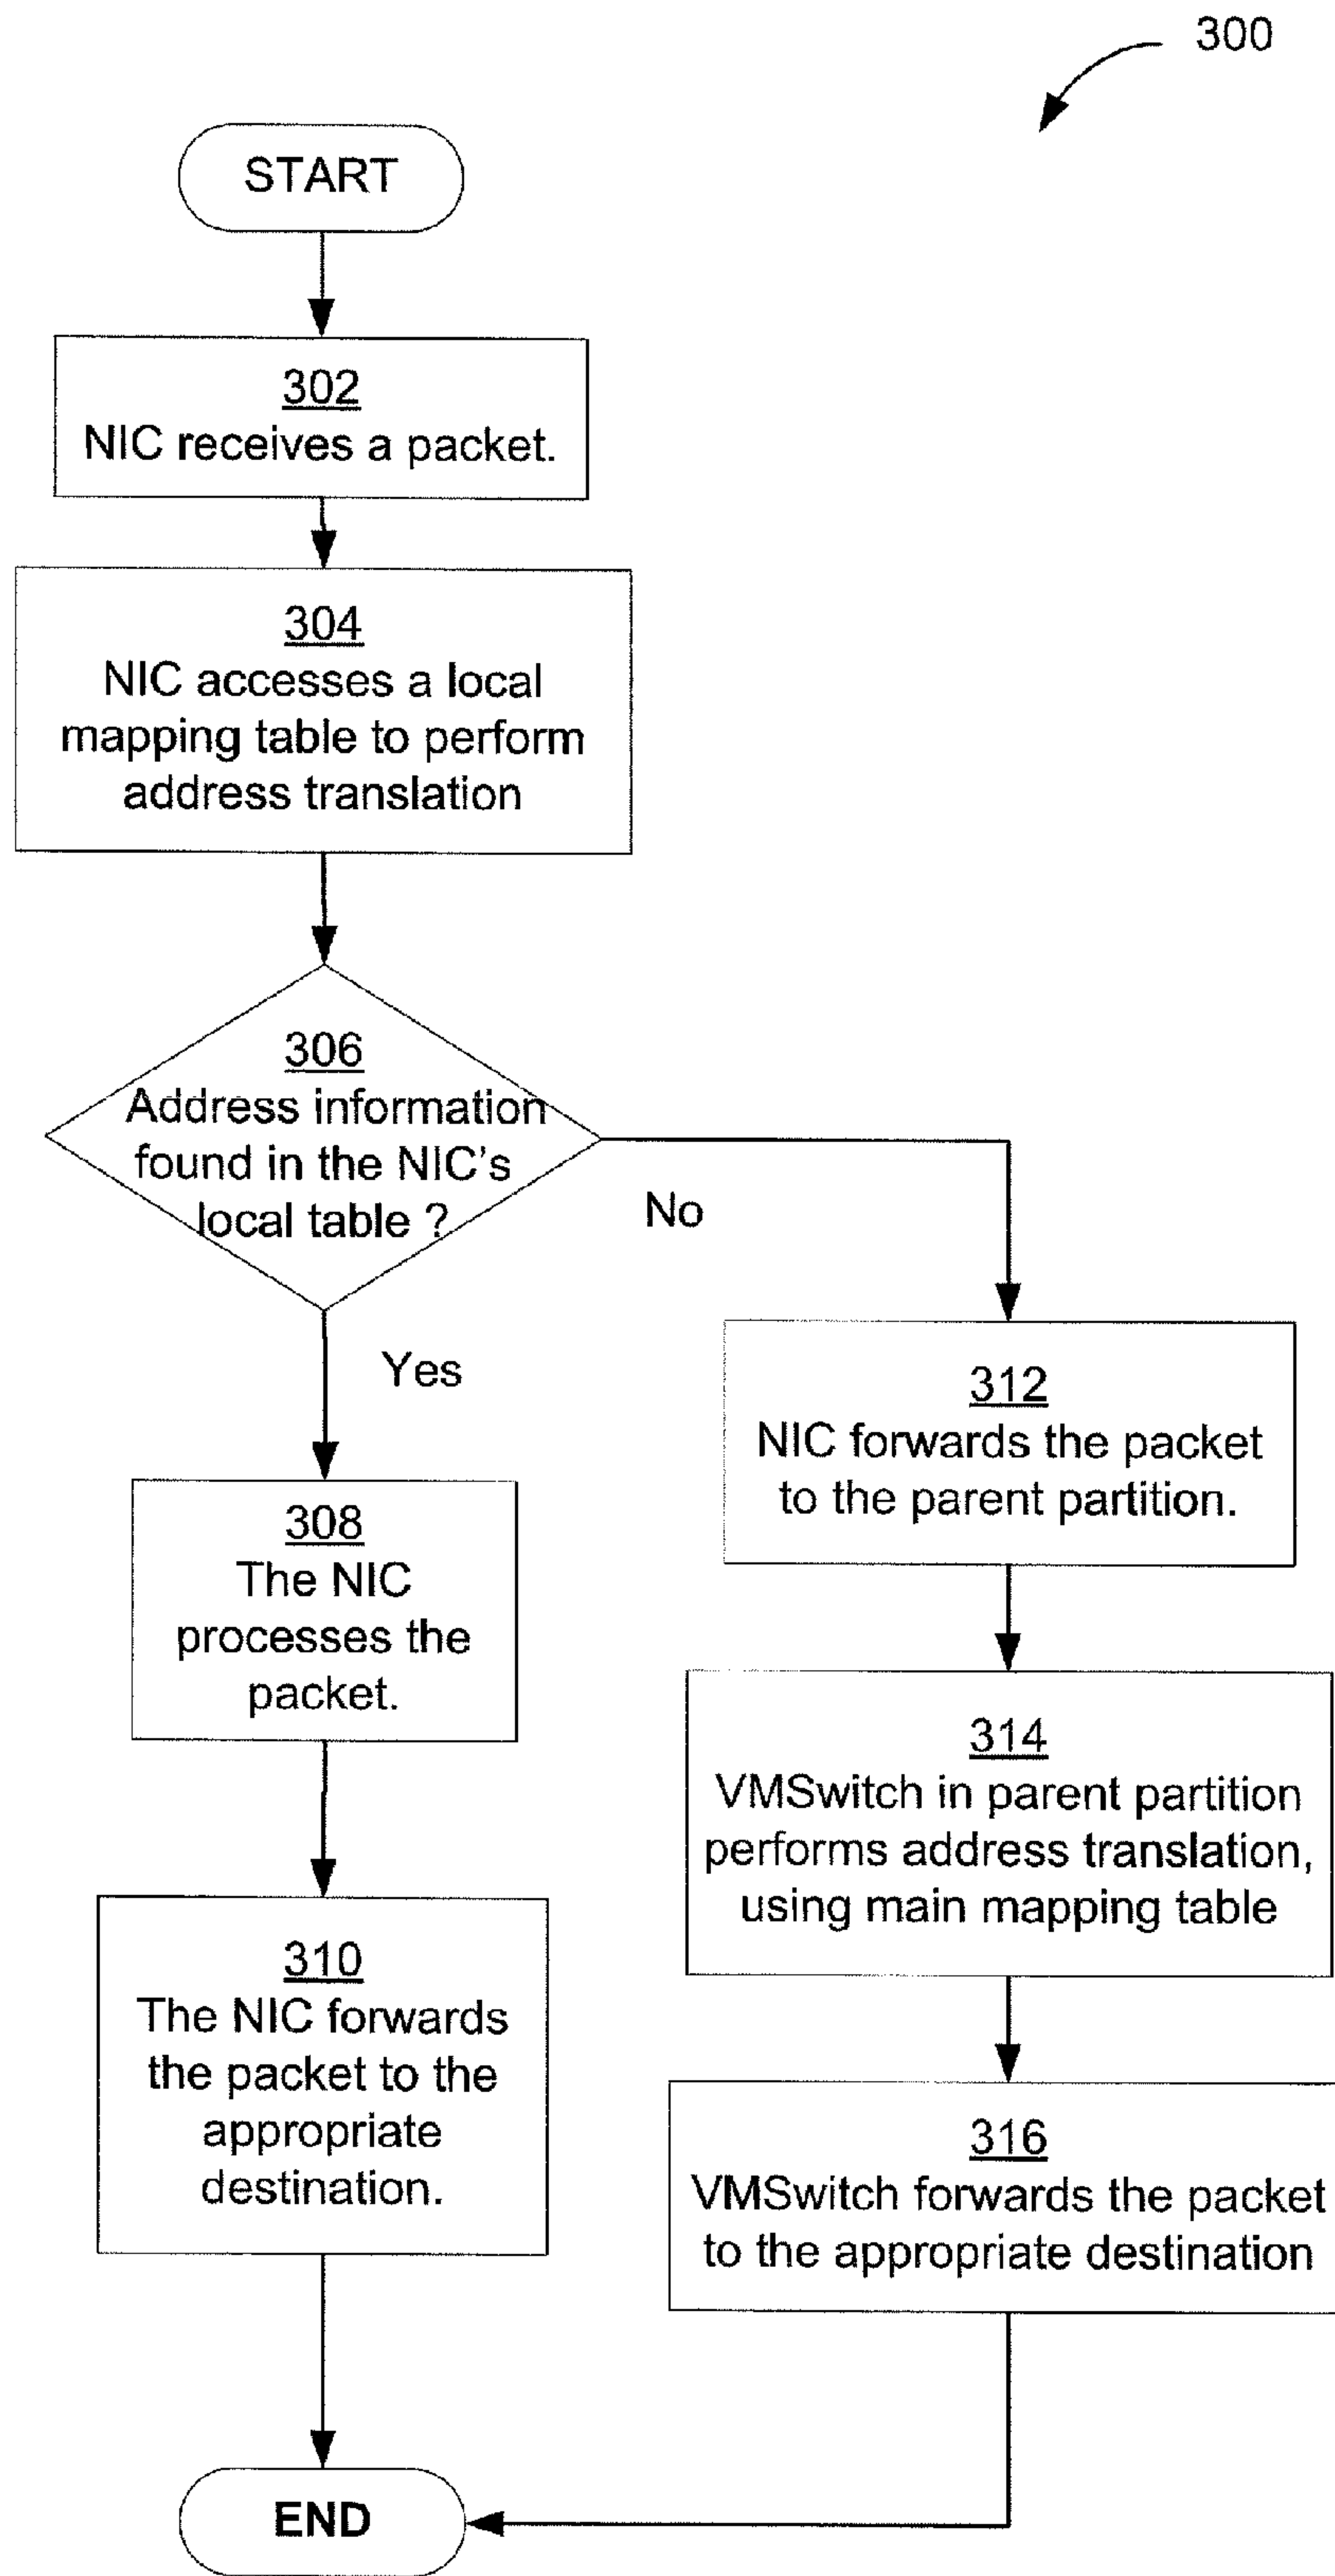 300
START
302
NIC receives a packet.
304
NIC accesses a local
mapping table to perform
address translation
306
Address information
found in the NIC's
local table ?
No
Yes
308
The NIC
processes the
packet.
310
The NIC forwards
the packet to the
appropriate
destination.
312
NIC forwards the packet
to the parent partition.
314
VMSwitch in parent partition
performs address translation,
using main mapping table
316
VMSwitch forwards the packet
to the appropriate destination
END